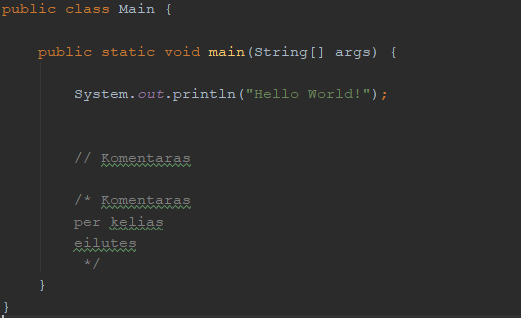 public class Main {
public static void main(String[] args) {
System.out.println("Hello World!");
// Komentaras
/* Komentaras
per kelias
eilutes
*/
}
}